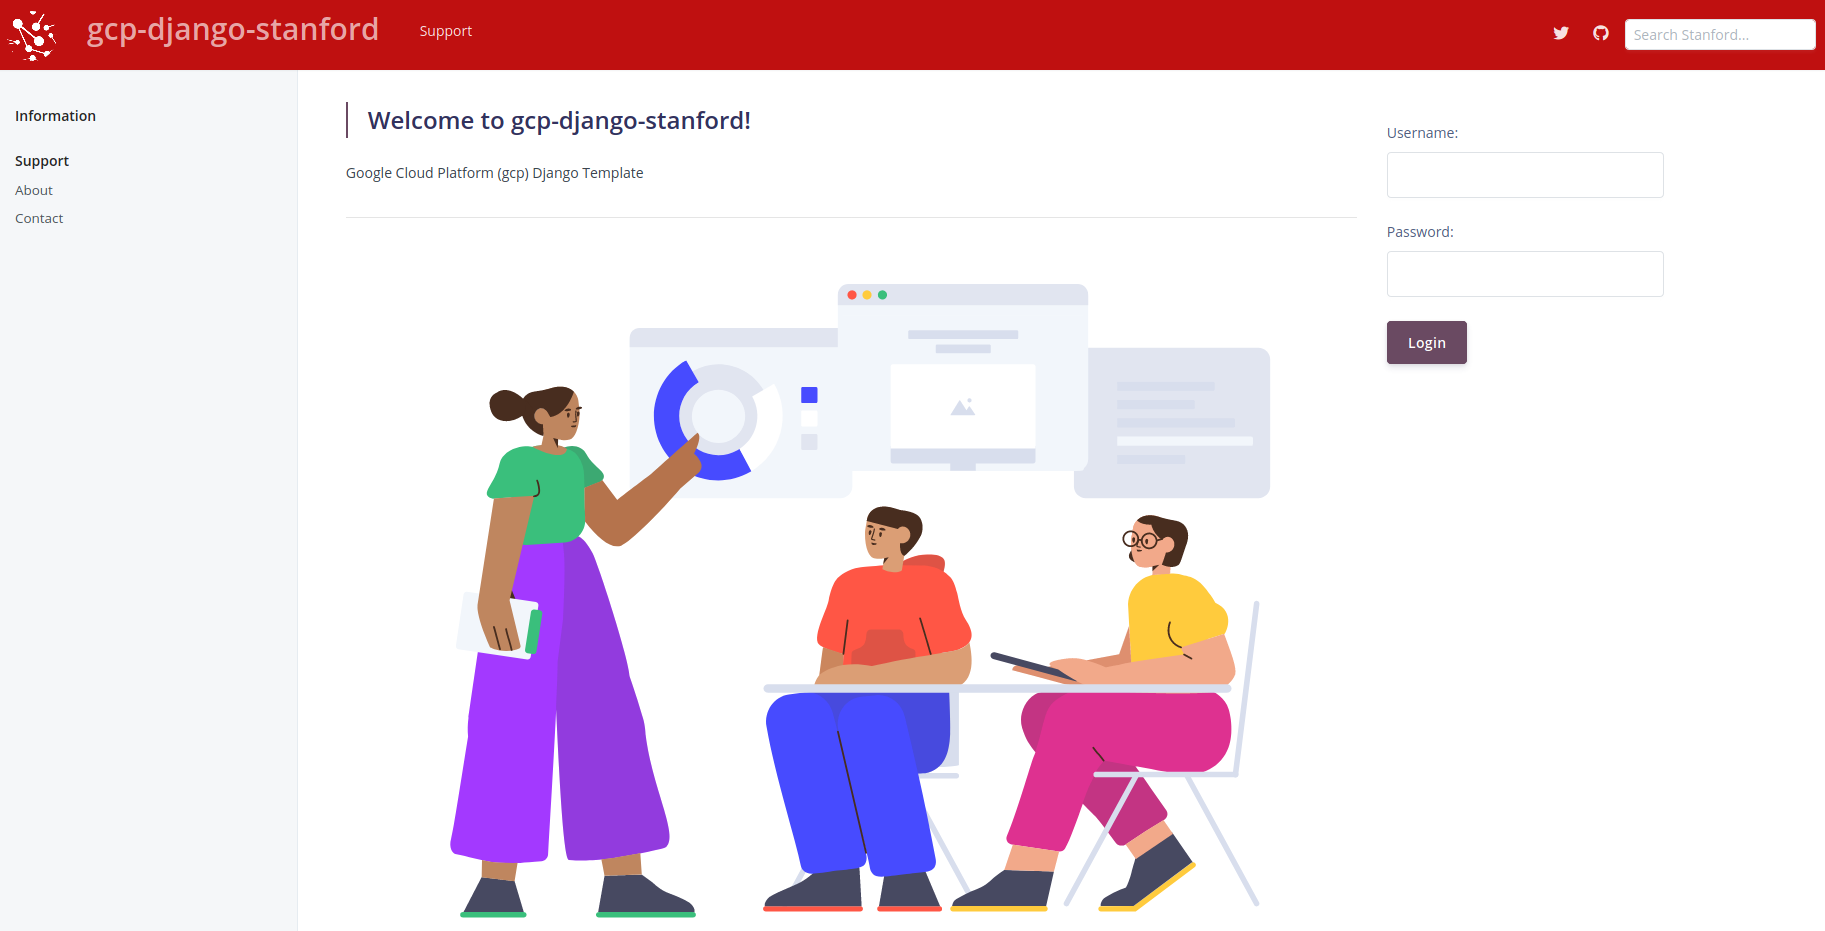 gcp-django-stanford
Support
Search Stanford...
Information
Support
About
Contact
Welcome to gcp-django-stanford!
Google Cloud Platform (gcp) Django Template
Username:
Password:
Login